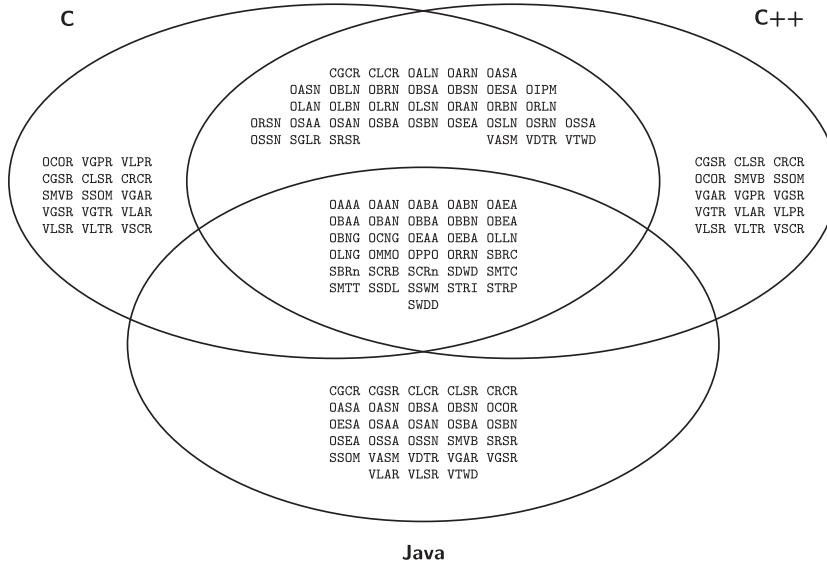 C
C++
CGCR CLCR OALN OARN OASA
OASN OBLN OBRN OBSA OBSN OESA OIPM
OLAN OLBN OLRN OLSN ORAN ORBN ORLN
ORSN OSAA OSAN OSBA OSBN OSEA OSLN OSRN OSSA
OSSN SGLR SRSR VASM VDTR VTWD
OCOR VGPR VLPR
CGSR CLSR CRCR
SMVB SSOM VGAR
VGSR VGTR VLAR
VLSR VLTR VSCR
CGSR CLSR CRCR
OCOR SMVB SSOM
VGAR VGPR VGSR
VGTR VLAR VLPR
VLSR VLTR VSCR
OAAA OAAN OABA OABN OAEA
OBAA OBAN OBBA OBBN OBEA
OBNG OCNG OEAA OEBA OLLN
OLNG OMMO OPPO ORRN SBRC
SBRn SCRB SCRn SDWD SMTC
SMTT SSDL SSWM STRI STRP
SWDD
CGCR CGSR CLCR CLSR CRCR
OASA OASN OBSA OBSN OCOR
OESA OSAA OSAN OSBA OSBN
OSEA OSSA OSSN SMVB SRSR
SSOM VASM VDTR VGAR VGSR
VLAR VLSR VTWD
Java